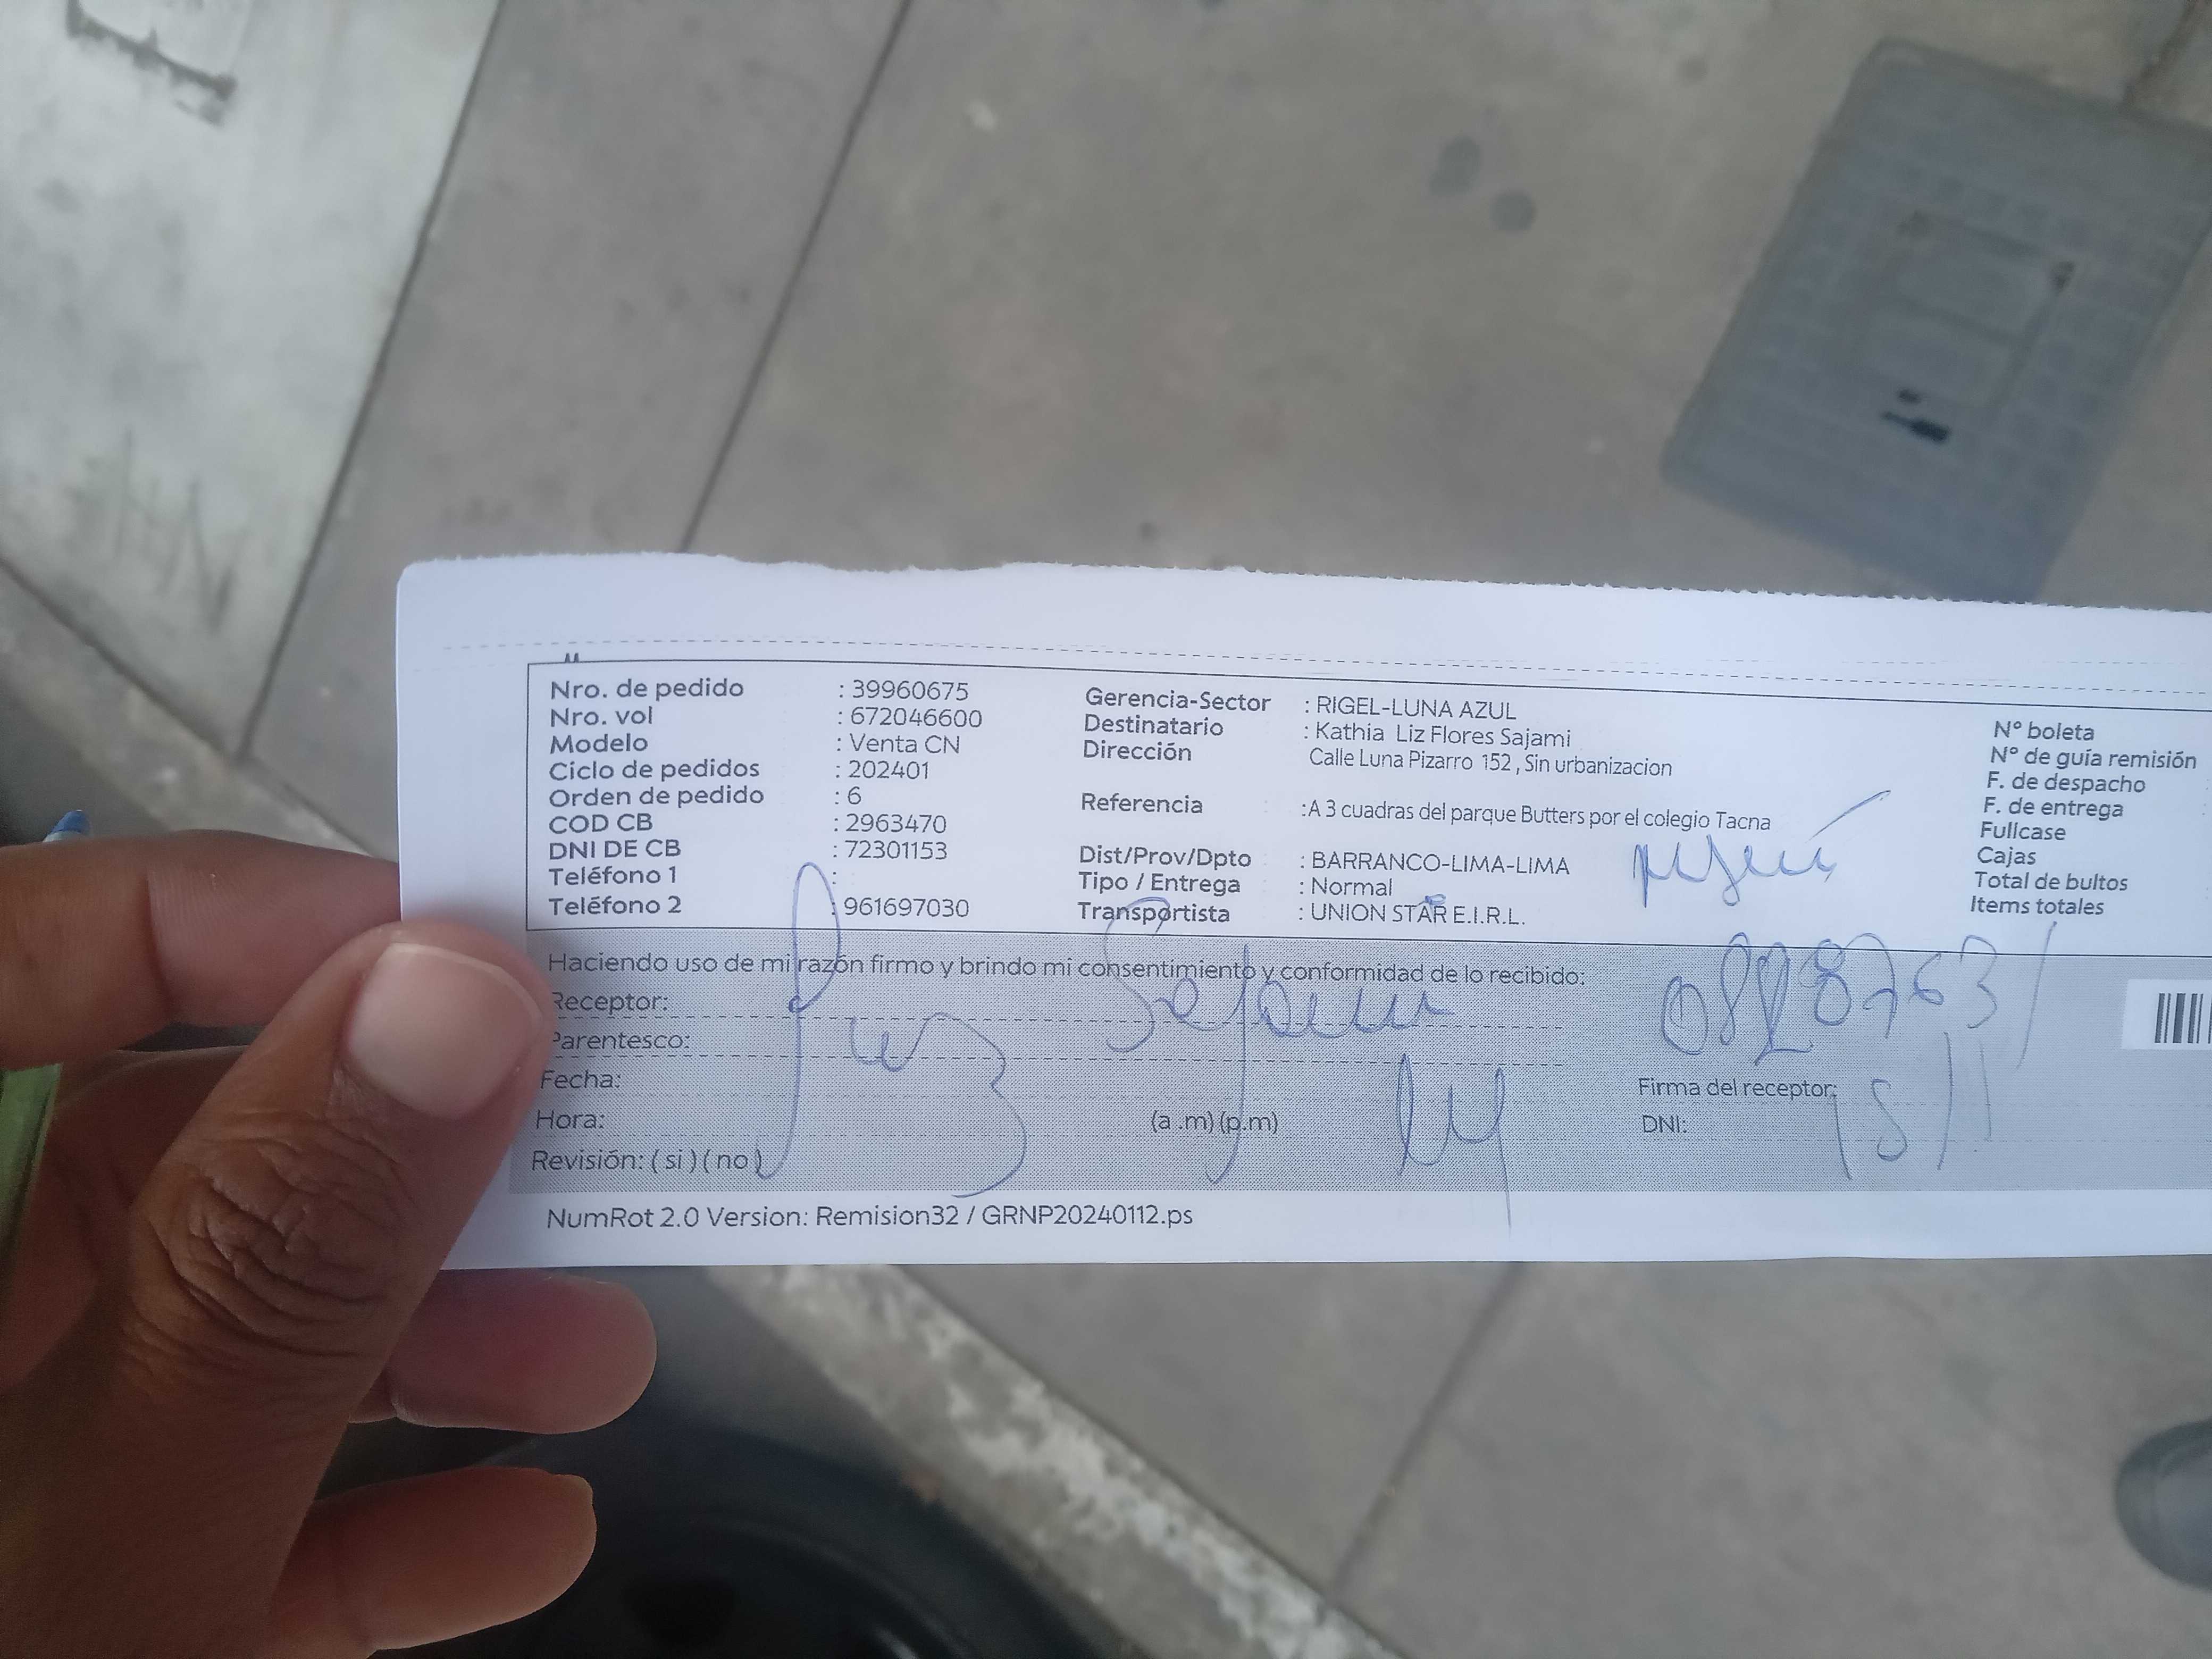 Nro. de pedido : 39960675
Nro. vol : 672046600
Modelo : Venta CN
Ciclo de pedidos : 202401
Orden de pedido : 6
COD CB : 2963470
DNI DE CB : 72301153
Teléfono 1 :
Teléfono 2 : 961697030
Gerencia-Sector : RIGEL-LUNA AZUL
Destinatario : Kathia Liz Flores Sajami
Dirección Calle Luna Pizarro 152, Sin urbanizacion
Referencia :A 3 cuadras del parque Butters por el colegio Tacna
Dist/Prov/Dpto : BARRANCO-LIMA-LIMA
Tipo / Entrega : Normal
Transportista : UNION STAR E.I.R.L.
N° boleta
N° de guía remisión
F. de despacho
F. de entrega
Fullcase
Cajas
Total de bultos
Items totales
Haciendo uso de mi razón firmo y brindo mi consentimiento y conformidad de lo recibido:
Receptor:
Parentesco:
Fecha:
Hora: (a .m) (p.m)
Revisión: ( si ) ( no )
Luz Sajami
Firma del receptor:
DNI:
NumRot 2.0 Version: Remision32 / GRNP20240112.ps